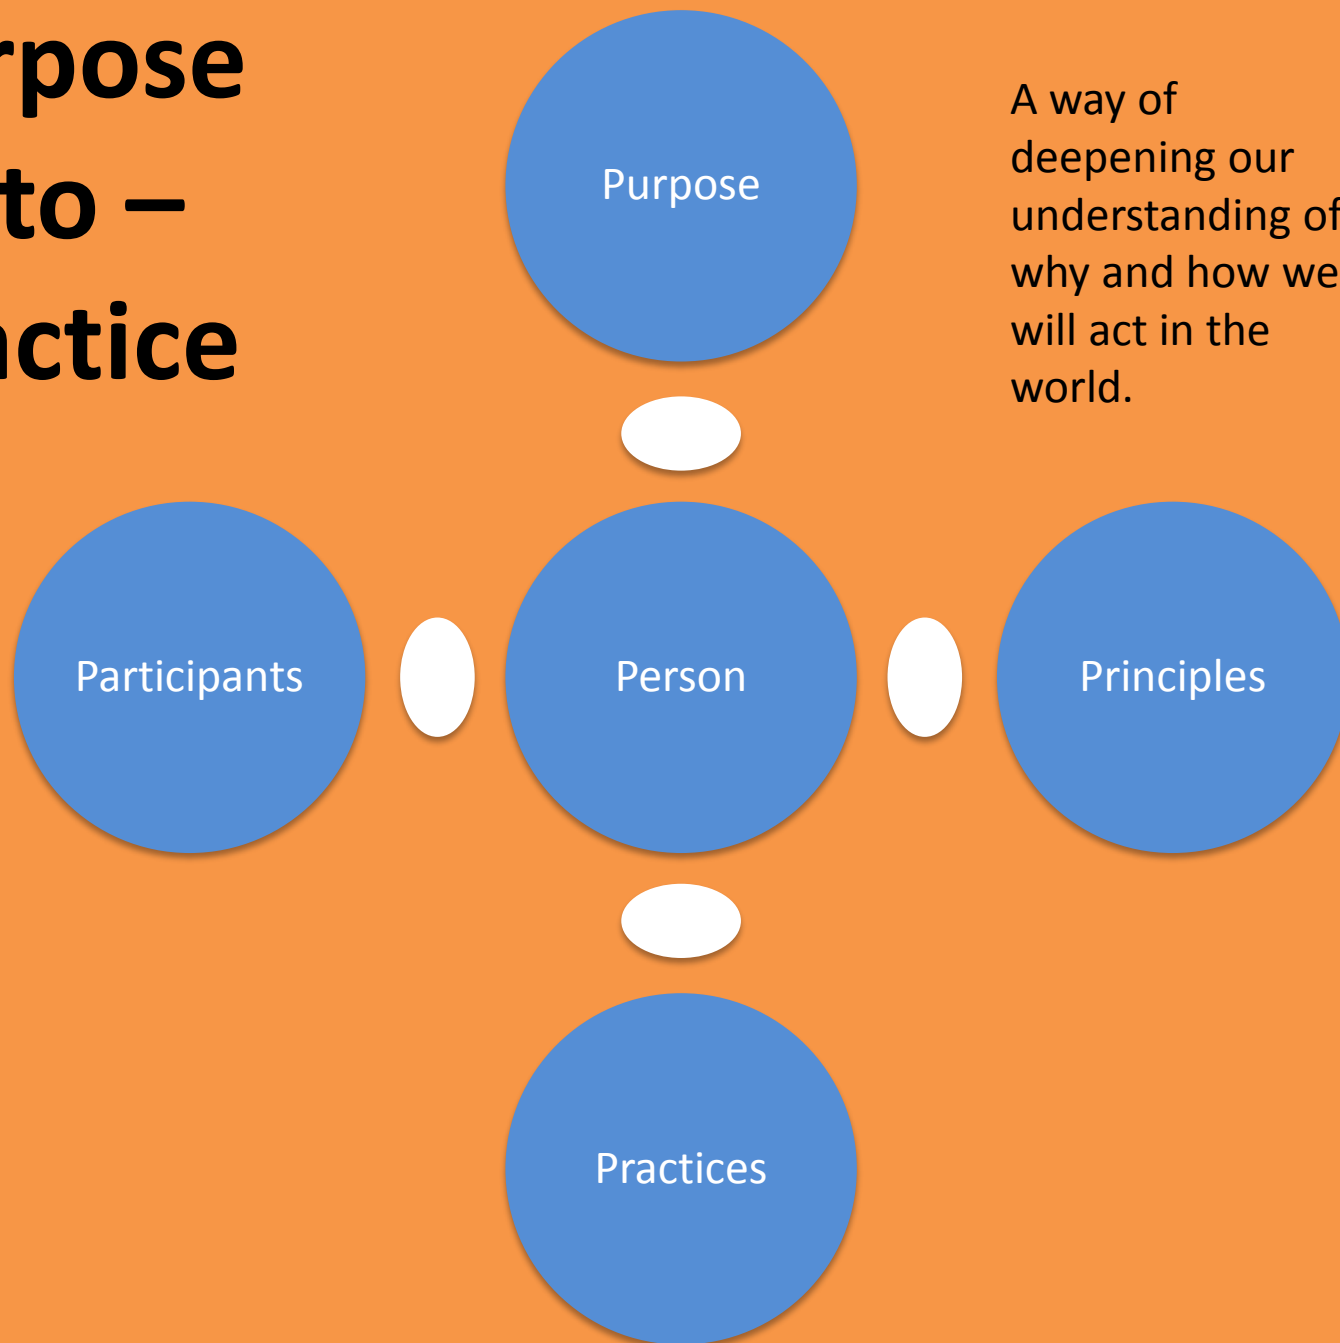 rpose
to –
actice
Purpose
A way of
deepening our
understanding of
why and how we
will act in the
world.
Participants
Person
Principles
Practices